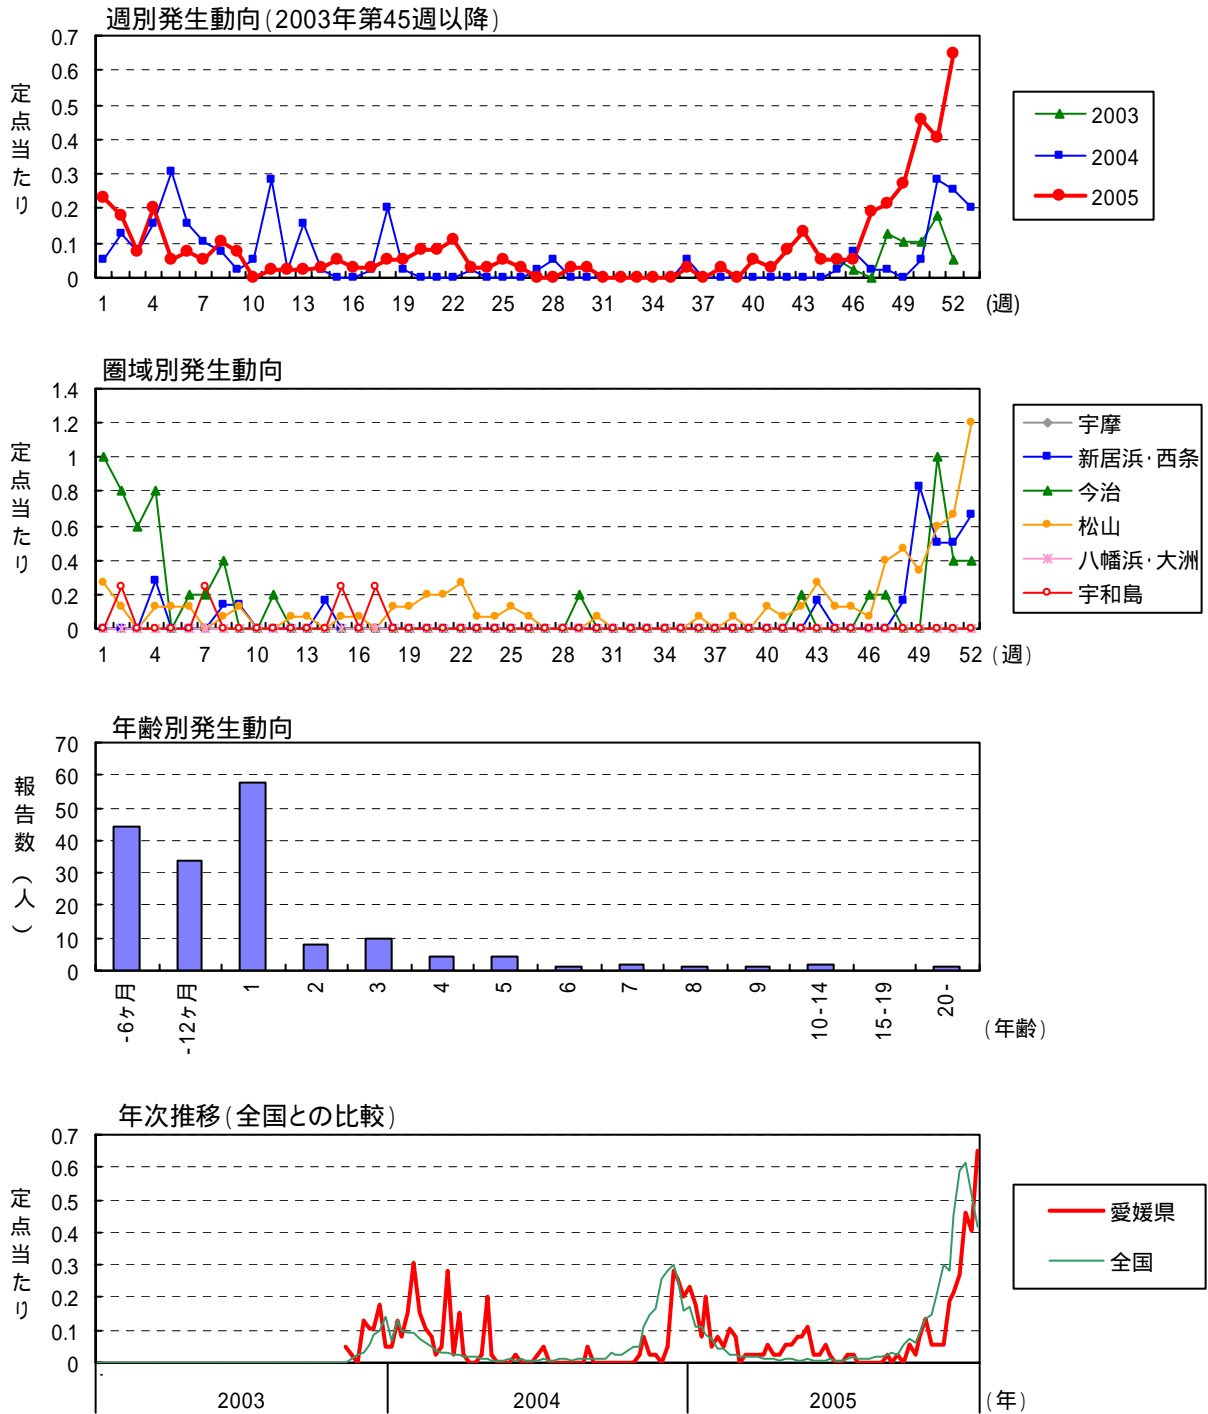 週別発生動向(2003年第45週以降)
0.7
0.6
0.5
0.4
0.3
0.2
0.1
0
定点当たり
1 4 7 10 13 16 19 22 25 28 31 34 37 40 43 46 49 52 (週)
2003
2004
2005
圏域別発生動向
1.4
1.2
1
0.8
0.6
0.4
0.2
0
定点当たり
1 4 7 10 13 16 19 22 25 28 31 34 37 40 43 46 49 52 (週)
宇摩
新居浜・西条
今治
松山
八幡浜・大洲
宇和島
年齢別発生動向
70
60
50
40
30
20
10
0
報告数(人(
-6ヶ月 -12ヶ月 1 2 3 4 5 6 7 8 9 10-14 15-19 20-
(年齢)
年次推移(全国との比較)
0.7
0.6
0.5
0.4
0.3
0.2
0.1
0
定点当たり
2003 2004 2005 (年)
愛媛県
全国